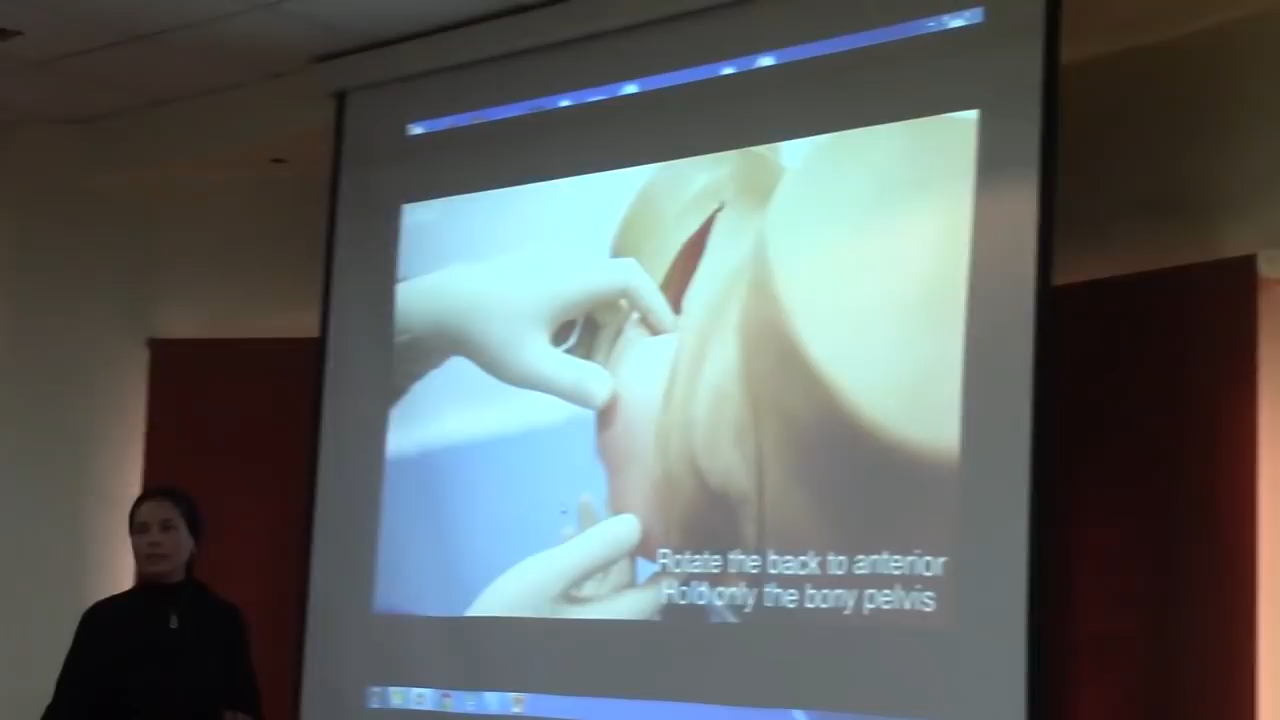 Rotate the back to anterior
Hold only the bony pelvis